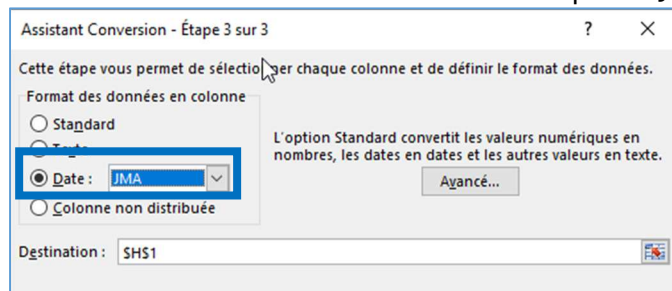 Assistant Conversion - Étape 3 sur 3 ? ×
Cette étape vous permet de sélectionner chaque colonne et de définir le format des données.
Format des données en colonne
Standard
L'option Standard convertit les valeurs numériques en
nombres, les dates en dates et les autres valeurs en texte.
Date : JMA
Avancé...
Colonne non distribuée
Destination : $H$1